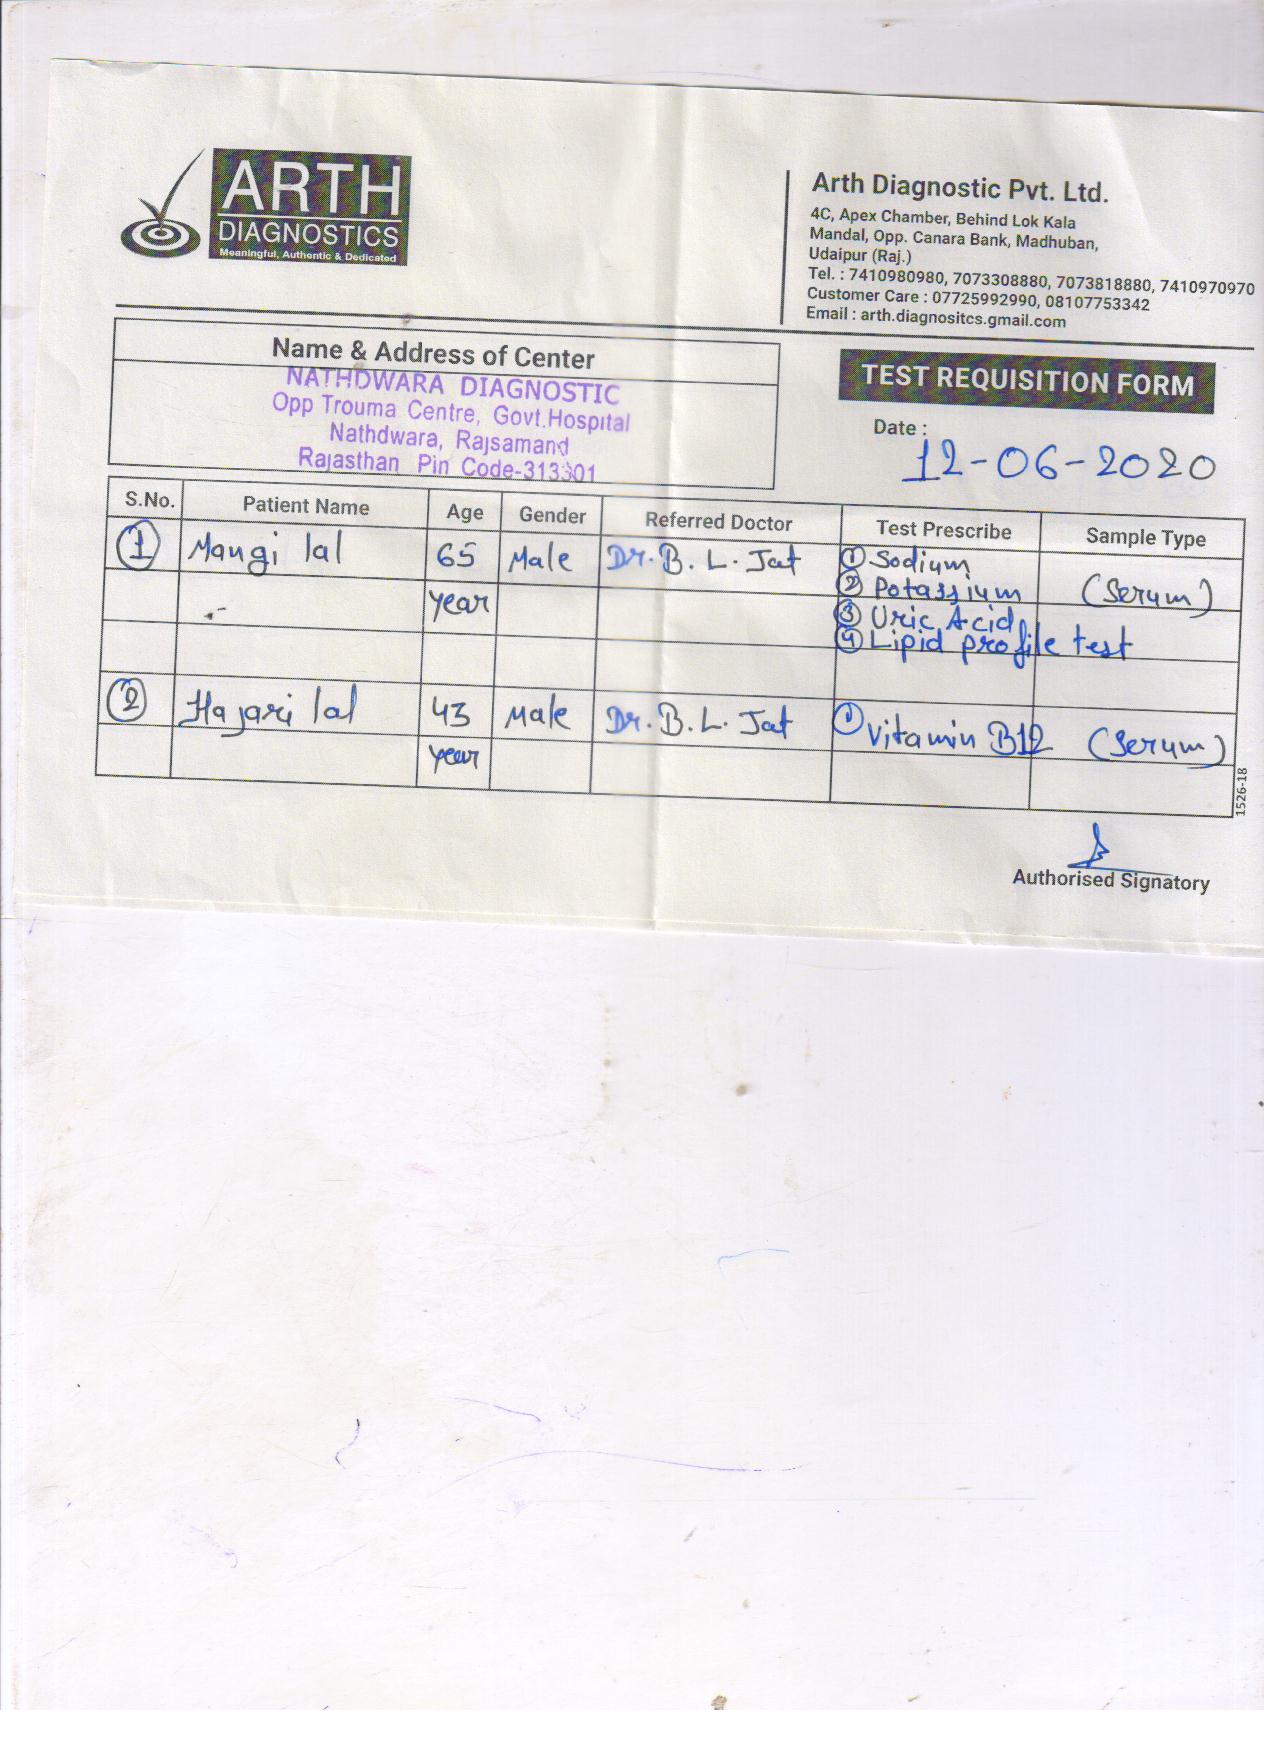 ARTH
DIAGNOSTICS
Meaningful, Authentic & Dedicated
Arth Diagnostic Pvt. Ltd.
4C, Apex Chamber, Behind Lok Kala
Mandal, Opp. Canara Bank, Madhuban,
Udaipur (Raj.)
Tel. : 7410980980, 7073308880, 7073818880, 7410970970
Customer Care : 07725992990, 08107753342
Email : arth.diagnositcs.gmail.com
Name & Address of Center
NATHDWARA DIAGNOSTIC
Opp Trouma Centre, Govt.Hospital
Nathdwara, Rajsamand
Rajasthan Pin Code-313301
TEST REQUISITION FORM
Date :
12-06-2020
S.No. Patient Name Age Gender Referred Doctor Test Prescribe Sample Type
1 Mangi lal 65 Male Dr. B. L. Jat 1 Sodium
year 2 Potassium (Serum)
3 Uric Acid
4 Lipid profile test
2 Hajari lal 43 Male Dr. B. L. Jat 1 Vitamin B12 (Serum)
year
1526-18
Authorised Signatory